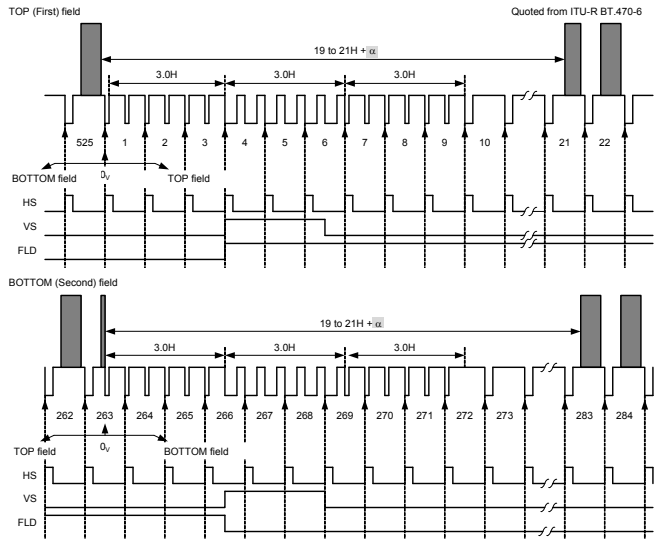 TOP (First) field
Quoted from ITU-R BT.470-6
19 to 21H + α
3.0H 3.0H 3.0H
525 1 2 3 4 5 6 7 8 9 10 21 22
BOTTOM field 0V TOP field
HS
VS
FLD
BOTTOM (Second) field
19 to 21H + α
3.0H 3.0H 3.0H
262 263 264 265 266 267 268 269 270 271 272 273 283 284
TOP field 0V BOTTOM field
HS
VS
FLD